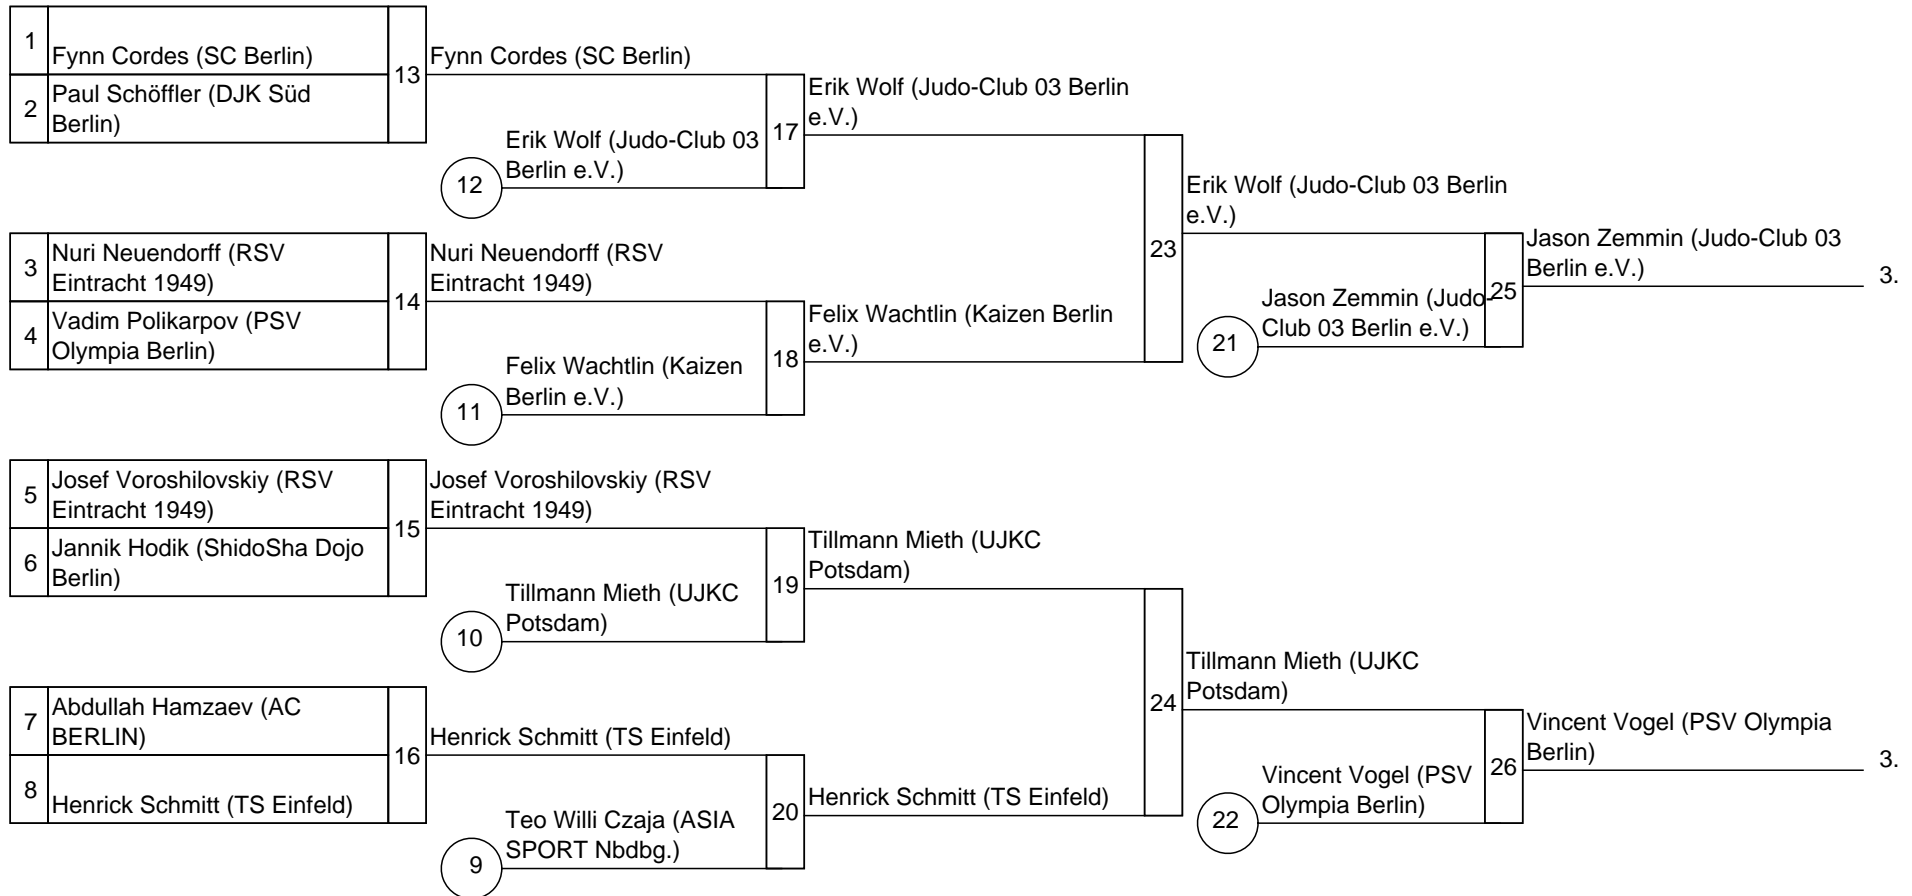 1
Fynn Cordes (SC Berlin)
2
Paul Schöffler (DJK Süd
Berlin)
13
Fynn Cordes (SC Berlin)
12
Erik Wolf (Judo-Club 03
Berlin e.V.)
17
Erik Wolf (Judo-Club 03 Berlin
e.V.)
3
Nuri Neuendorff (RSV
Eintracht 1949)
4
Vadim Polikarpov (PSV
Olympia Berlin)
14
Nuri Neuendorff (RSV
Eintracht 1949)
11
Felix Wachtlin (Kaizen
Berlin e.V.)
18
Felix Wachtlin (Kaizen Berlin
e.V.)
23
Erik Wolf (Judo-Club 03 Berlin
e.V.)
21
Jason Zemmin (Judo-
Club 03 Berlin e.V.)
25
Jason Zemmin (Judo-Club 03
Berlin e.V.)
3.
5
Josef Voroshilovskiy (RSV
Eintracht 1949)
6
Jannik Hodik (ShidoSha Dojo
Berlin)
15
Josef Voroshilovskiy (RSV
Eintracht 1949)
10
Tillmann Mieth (UJKC
Potsdam)
19
Tillmann Mieth (UJKC
Potsdam)
7
Abdullah Hamzaev (AC
BERLIN)
8
Henrick Schmitt (TS Einfeld)
16
Henrick Schmitt (TS Einfeld)
9
Teo Willi Czaja (ASIA
SPORT Nbdbg.)
20
Henrick Schmitt (TS Einfeld)
24
Tillmann Mieth (UJKC
Potsdam)
22
Vincent Vogel (PSV
Olympia Berlin)
26
Vincent Vogel (PSV Olympia
Berlin)
3.